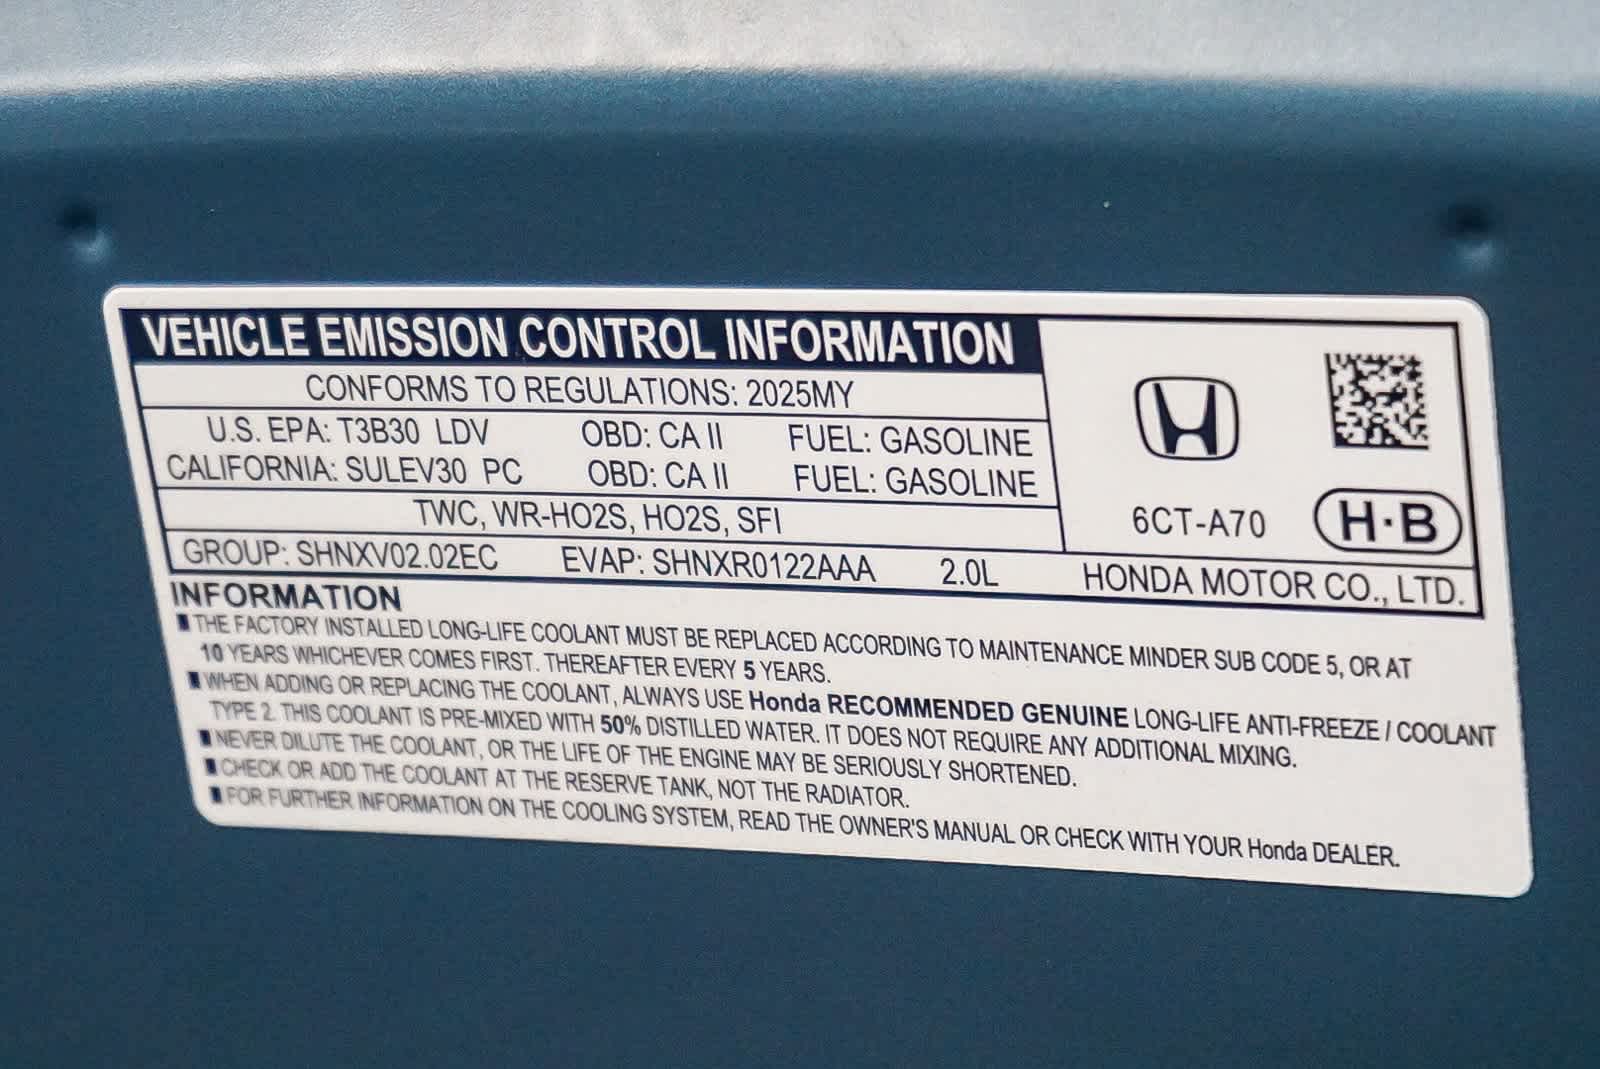 VEHICLE EMISSION CONTROL INFORMATION
CONFORMS TO REGULATIONS: 2025MY
U.S. EPA: T3B30 LDV OBD: CA II FUEL: GASOLINE
CALIFORNIA: SULEV30 PC OBD: CA II FUEL: GASOLINE
TWC, WR-HO2S, HO2S, SFI
6CT-A70
H·B
GROUP: SHNXV02.02EC EVAP: SHNXR0122AAA 2.0L HONDA MOTOR CO., LTD.
INFORMATION
■ THE FACTORY INSTALLED LONG-LIFE COOLANT MUST BE REPLACED ACCORDING TO MAINTENANCE MINDER SUB CODE 5, OR AT
10 YEARS WHICHEVER COMES FIRST. THEREAFTER EVERY 5 YEARS.
■ WHEN ADDING OR REPLACING THE COOLANT, ALWAYS USE Honda RECOMMENDED GENUINE LONG-LIFE ANTI-FREEZE / COOLANT
TYPE 2. THIS COOLANT IS PRE-MIXED WITH 50% DISTILLED WATER. IT DOES NOT REQUIRE ANY ADDITIONAL MIXING.
■ NEVER DILUTE THE COOLANT, OR THE LIFE OF THE ENGINE MAY BE SERIOUSLY SHORTENED.
■ CHECK OR ADD THE COOLANT AT THE RESERVE TANK, NOT THE RADIATOR.
■ FOR FURTHER INFORMATION ON THE COOLING SYSTEM, READ THE OWNER'S MANUAL OR CHECK WITH YOUR Honda DEALER.